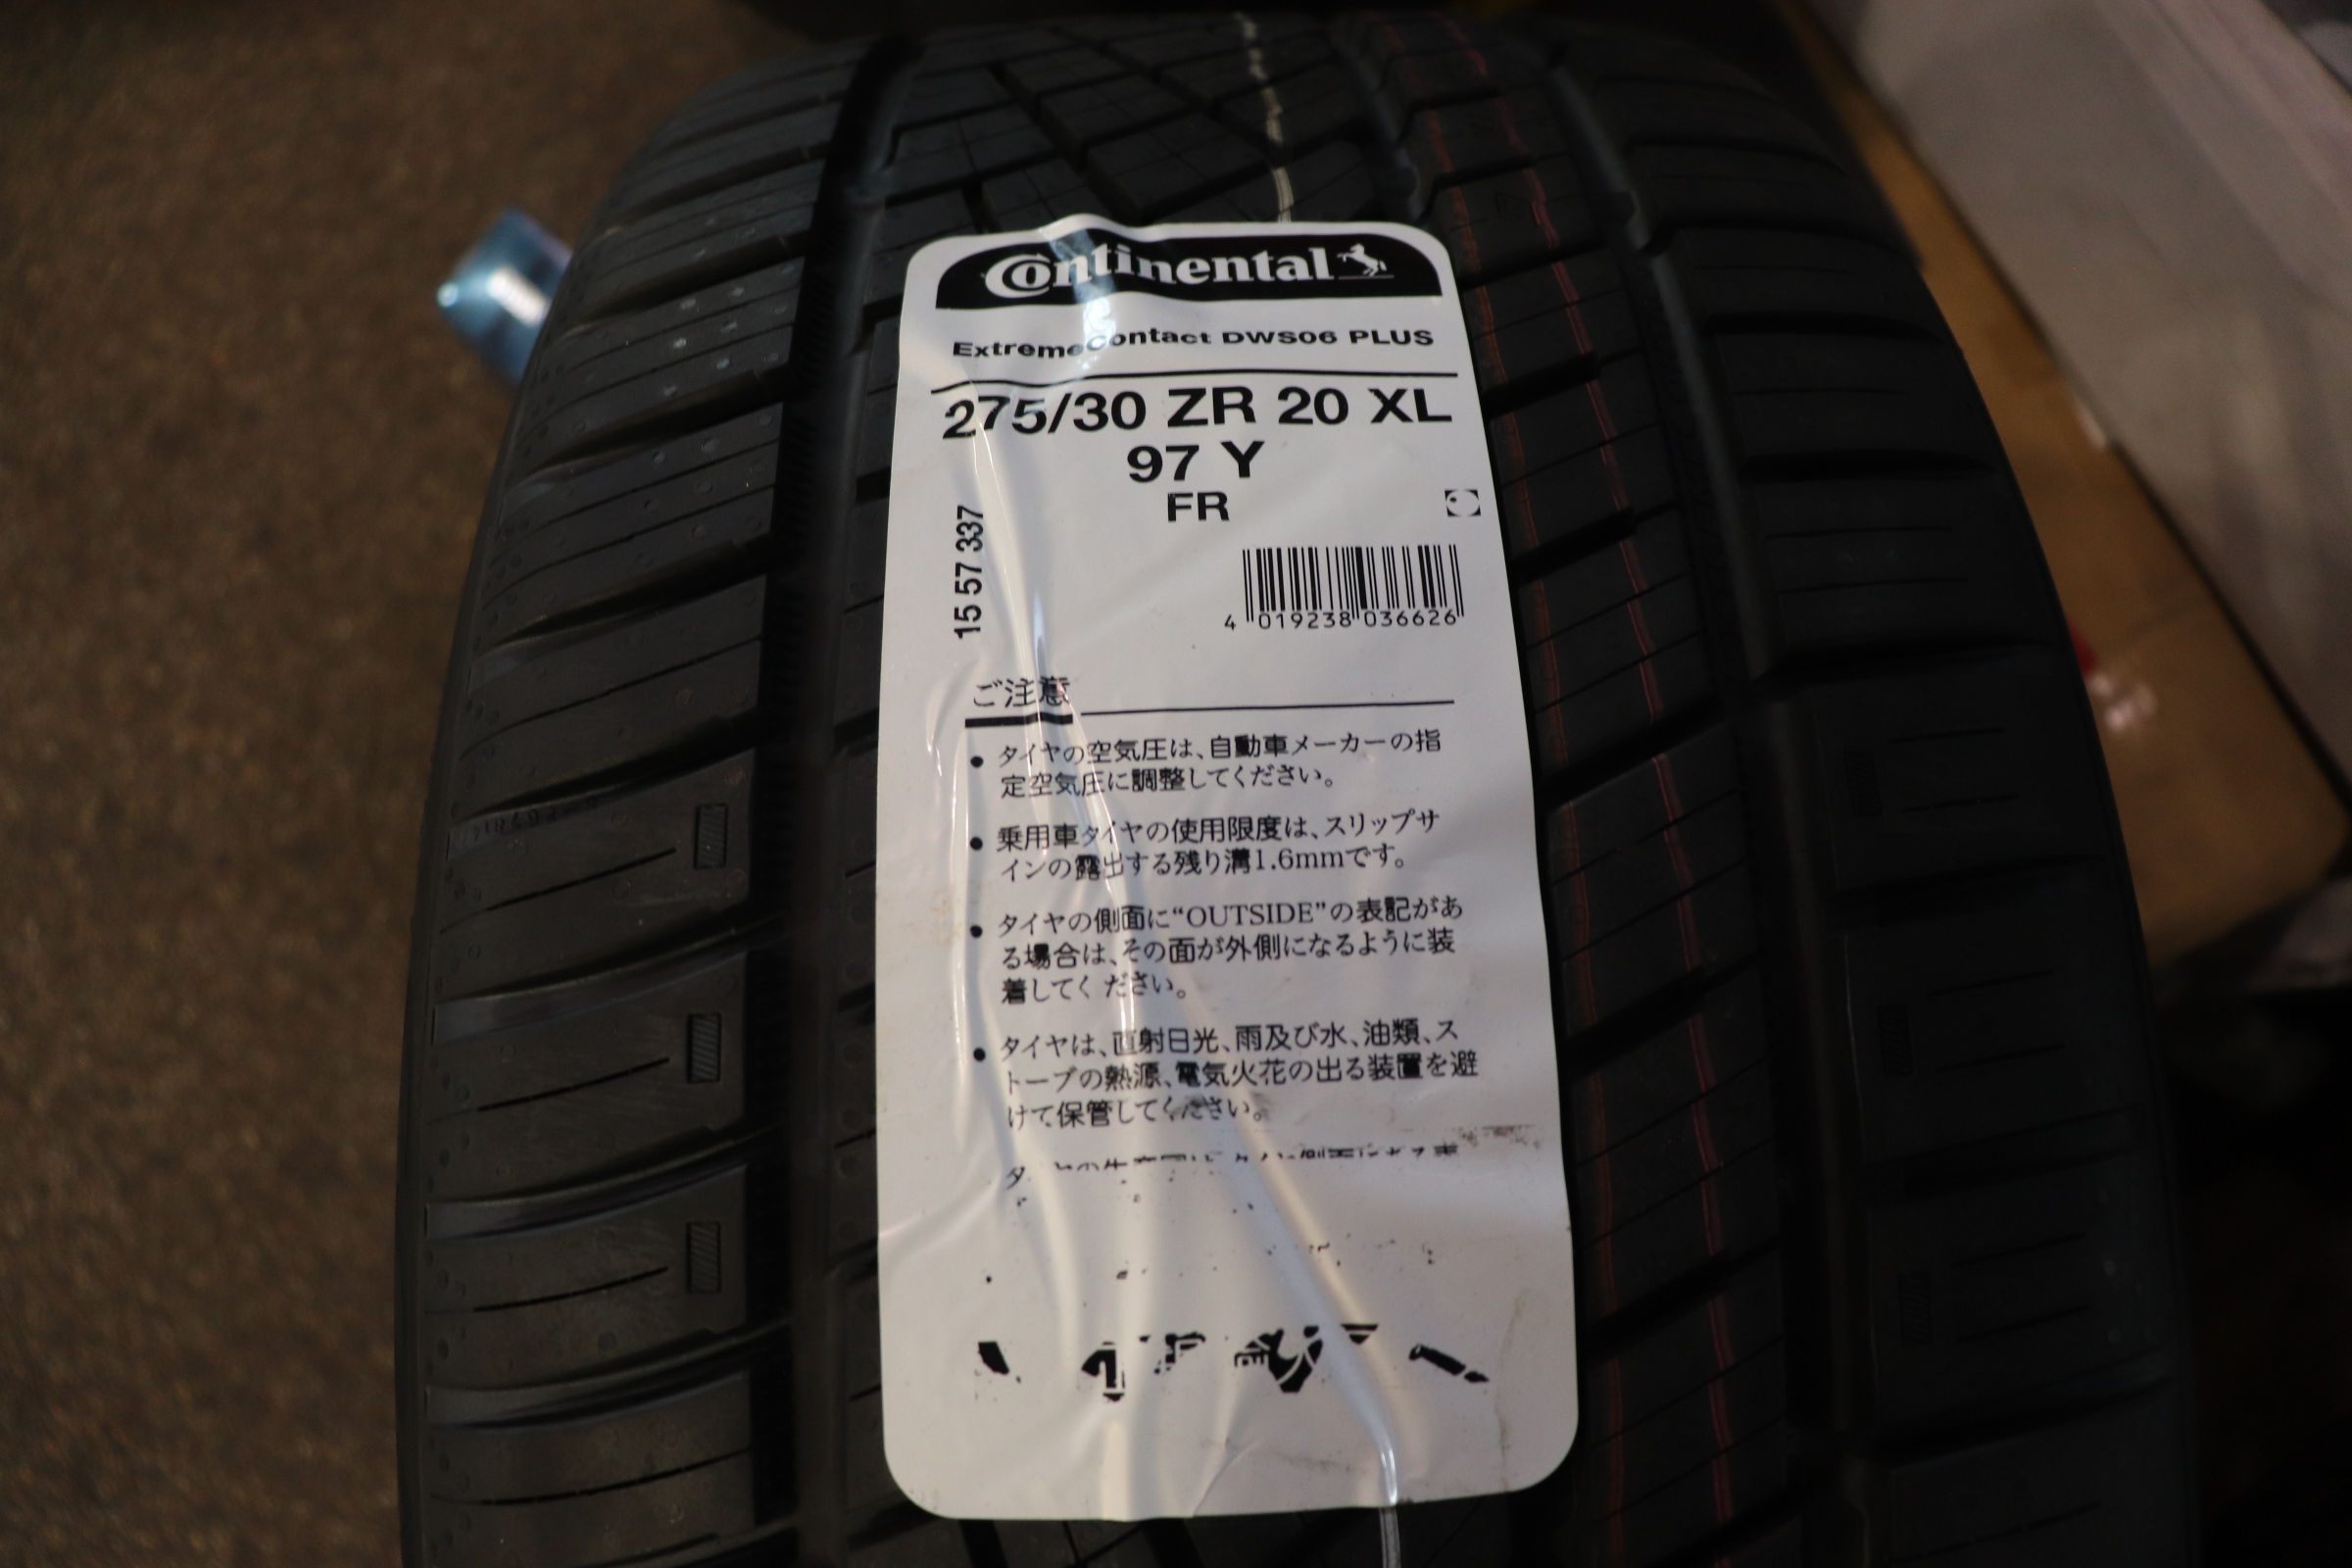 Continental
ExtremeContact DWS06 PLUS
275/30 ZR 20 XL
97 Y
FR
15 57 337
4 019238 036626
ご注意
• タイヤの空気圧は、自動車メーカーの指
定空気圧に調整してください。
• 乗用車タイヤの使用限度は、スリップサ
インの露出する残り溝1.6mmです。
• タイヤの側面に“OUTSIDE”の表記があ
る場合は、その面が外側になるように装
着してください。
• タイヤは、直射日光、雨及び水、油類、ス
トーブの熱源、電気火花の出る装置を避
けて保管してください。